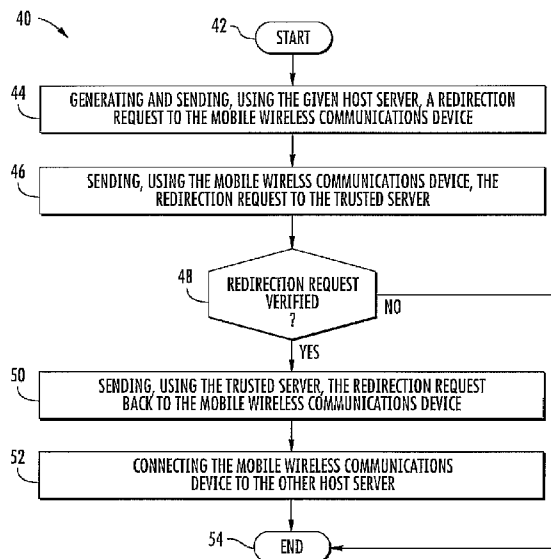 40
42
START
44
GENERATING AND SENDING, USING THE GIVEN HOST SERVER, A REDIRECTION
REQUEST TO THE MOBILE WIRELESS COMMUNICATIONS DEVICE
46
SENDING, USING THE MOBILE WIRELSS COMMUNICATIONS DEVICE, THE
REDIRECTION REQUEST TO THE TRUSTED SERVER
48
REDIRECTION REQUEST
VERIFIED
?
NO
YES
50
SENDING, USING THE TRUSTED SERVER, THE REDIRECTION REQUEST
BACK TO THE MOBILE WIRELESS COMMUNICATIONS DEVICE
52
CONNECTING THE MOBILE WIRELESS COMMUNICATIONS
DEVICE TO THE OTHER HOST SERVER
54
END